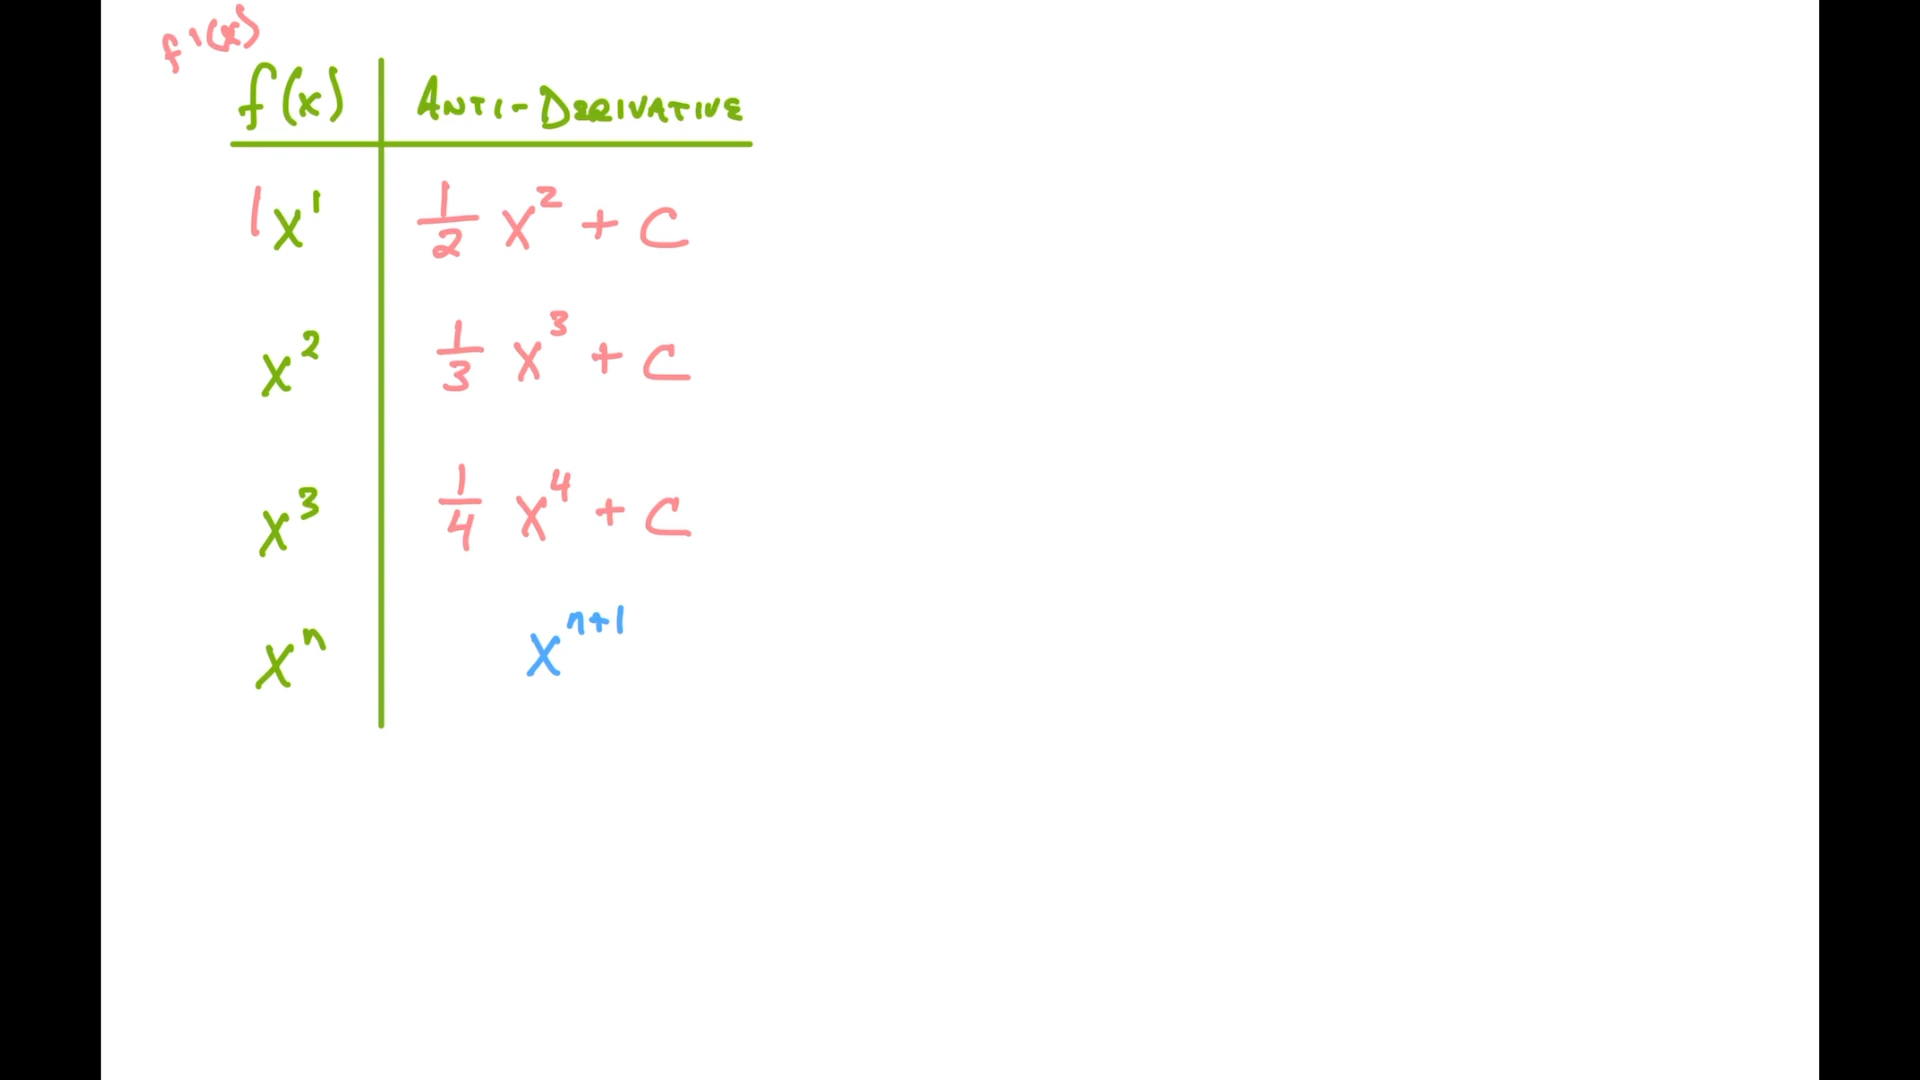 f'(x)
f(x) Anti-Derivative
1x¹ 1/2 x² + C
x² 1/3 x³ + C
x³ 1/4 x⁴ + C
xⁿ xⁿ⁺¹